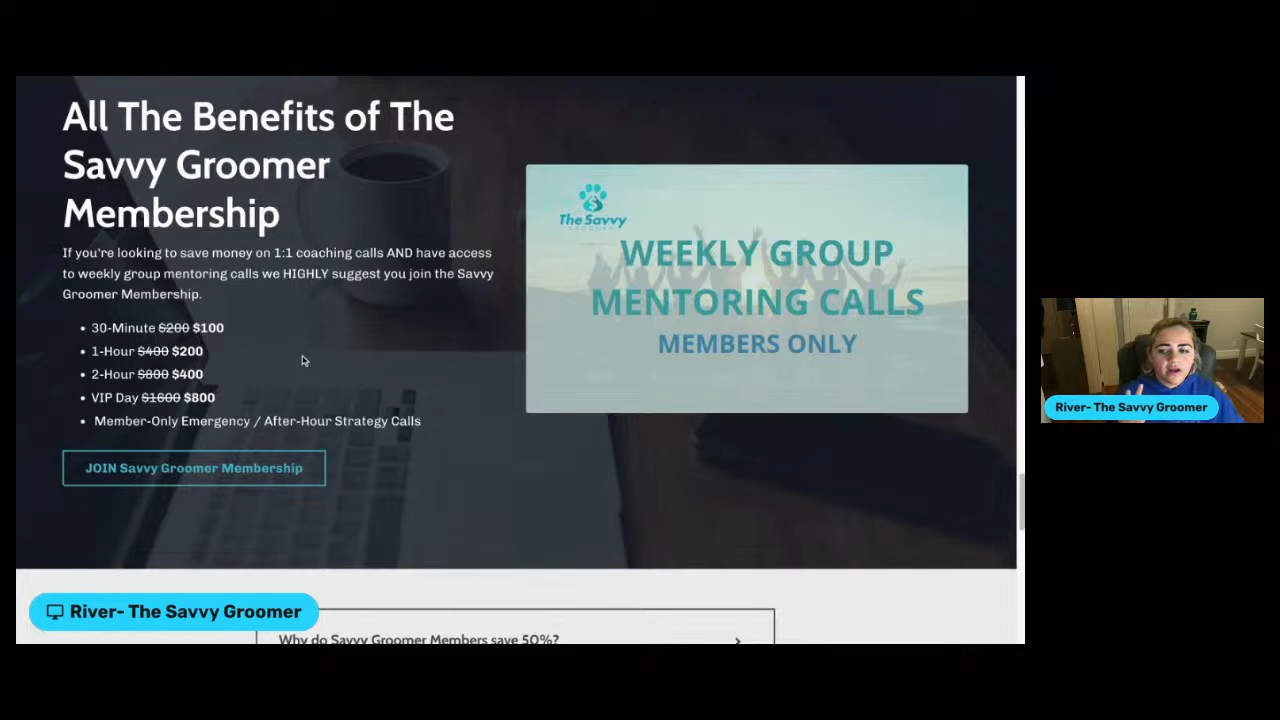 All The Benefits of The
Savvy Groomer
Membership
If you're looking to save money on 1:1 coaching calls AND have access
to weekly group mentoring calls we HIGHLY suggest you join the Savvy
Groomer Membership.
• 30-Minute $200 $100
• 1-Hour $400 $200
• 2-Hour $800 $400
• VIP Day $1600 $800
• Member-Only Emergency / After-Hour Strategy Calls
JOIN Savvy Groomer Membership
The Savvy
GROOMER
WEEKLY GROUP
MENTORING CALLS
MEMBERS ONLY
River- The Savvy Groomer
River- The Savvy Groomer
Why do Savvy Groomer Members save 50%?